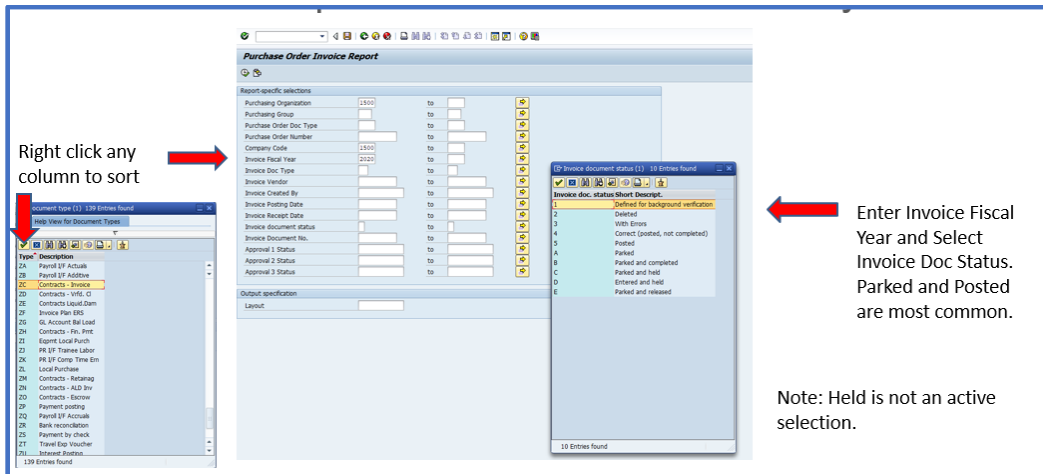 Purchase Order Invoice Report
Report-specific selections
Purchasing Organization 1500 to
Purchasing Group to
Purchase Order Doc Type to
Purchase Order Number to
Company Code 1500 to
Invoice Fiscal Year 2020 to
Invoice Doc Type to
Invoice Vendor to
Invoice Created By to
Invoice Posting Date to
Invoice Receipt Date to
Invoice document status to
Invoice Document No. to
Approval 1 Status to
Approval 2 Status to
Approval 3 Status to
Output specification
Layout
Right click any
column to sort
ocument type (1) 139 Entries found
Help View for Document Types
Type Description
ZA Payroll I/F Actuals
ZB Payroll I/F Additive
ZC Contracts - Invoice
ZD Contracts - Vrfd. Cl
ZE Contracts Liquid.Dam
ZF Invoice Plan ERS
ZG GL Account Bal Load
ZH Contracts - Fin. Pmt
ZI Eqpmt Local Purch
ZJ PR I/F Trainee Labor
ZK PR I/F Comp Time Ern
ZL Local Purchase
ZM Contracts - Retainag
ZN Contracts - ALD Inv
ZO Contracts - Escrow
ZP Payment posting
ZQ Payroll I/F Accruals
ZR Bank reconciliation
ZS Payment by check
ZT Travel Exp Voucher
ZU Interest Posting
139 Entries found
Invoice document status (1) 10 Entries found
Invoice doc. status Short Descript.
1 Defined for background verification
2 Deleted
3 With Errors
4 Correct (posted, not completed)
5 Posted
A Parked
B Parked and completed
C Parked and held
D Entered and held
E Parked and released
10 Entries found
Enter Invoice Fiscal
Year and Select
Invoice Doc Status.
Parked and Posted
are most common.
Note: Held is not an active
selection.